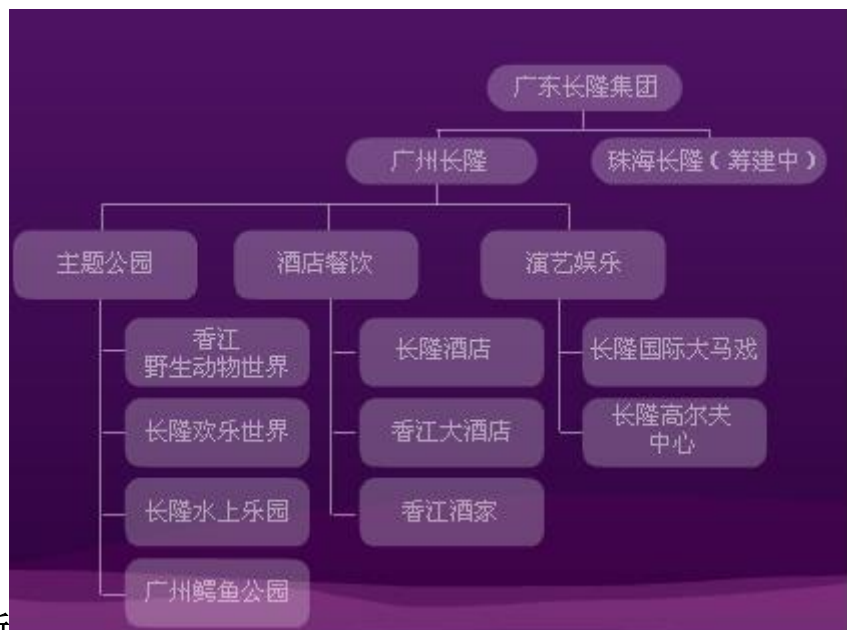 广东长隆集团
广州长隆
珠海长隆(筹建中)
主题公园
酒店餐饮
演艺娱乐
香江
野生动物世界
长隆酒店
长隆国际大马戏
长隆欢乐世界
香江大酒店
长隆高尔夫
中心
长隆水上乐园
香江酒家
广州鳄鱼公园